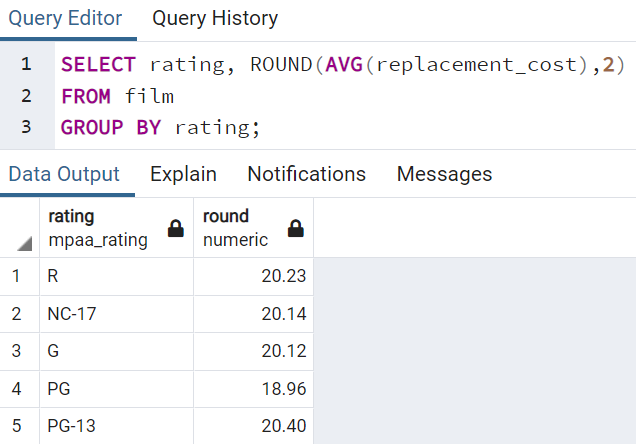 Query Editor Query History
1 SELECT rating, ROUND(AVG(replacement_cost),2)
2 FROM film
3 GROUP BY rating;
Data Output Explain Notifications Messages
rating round
mpaa_rating numeric
1 R 20.23
2 NC-17 20.14
3 G 20.12
4 PG 18.96
5 PG-13 20.40